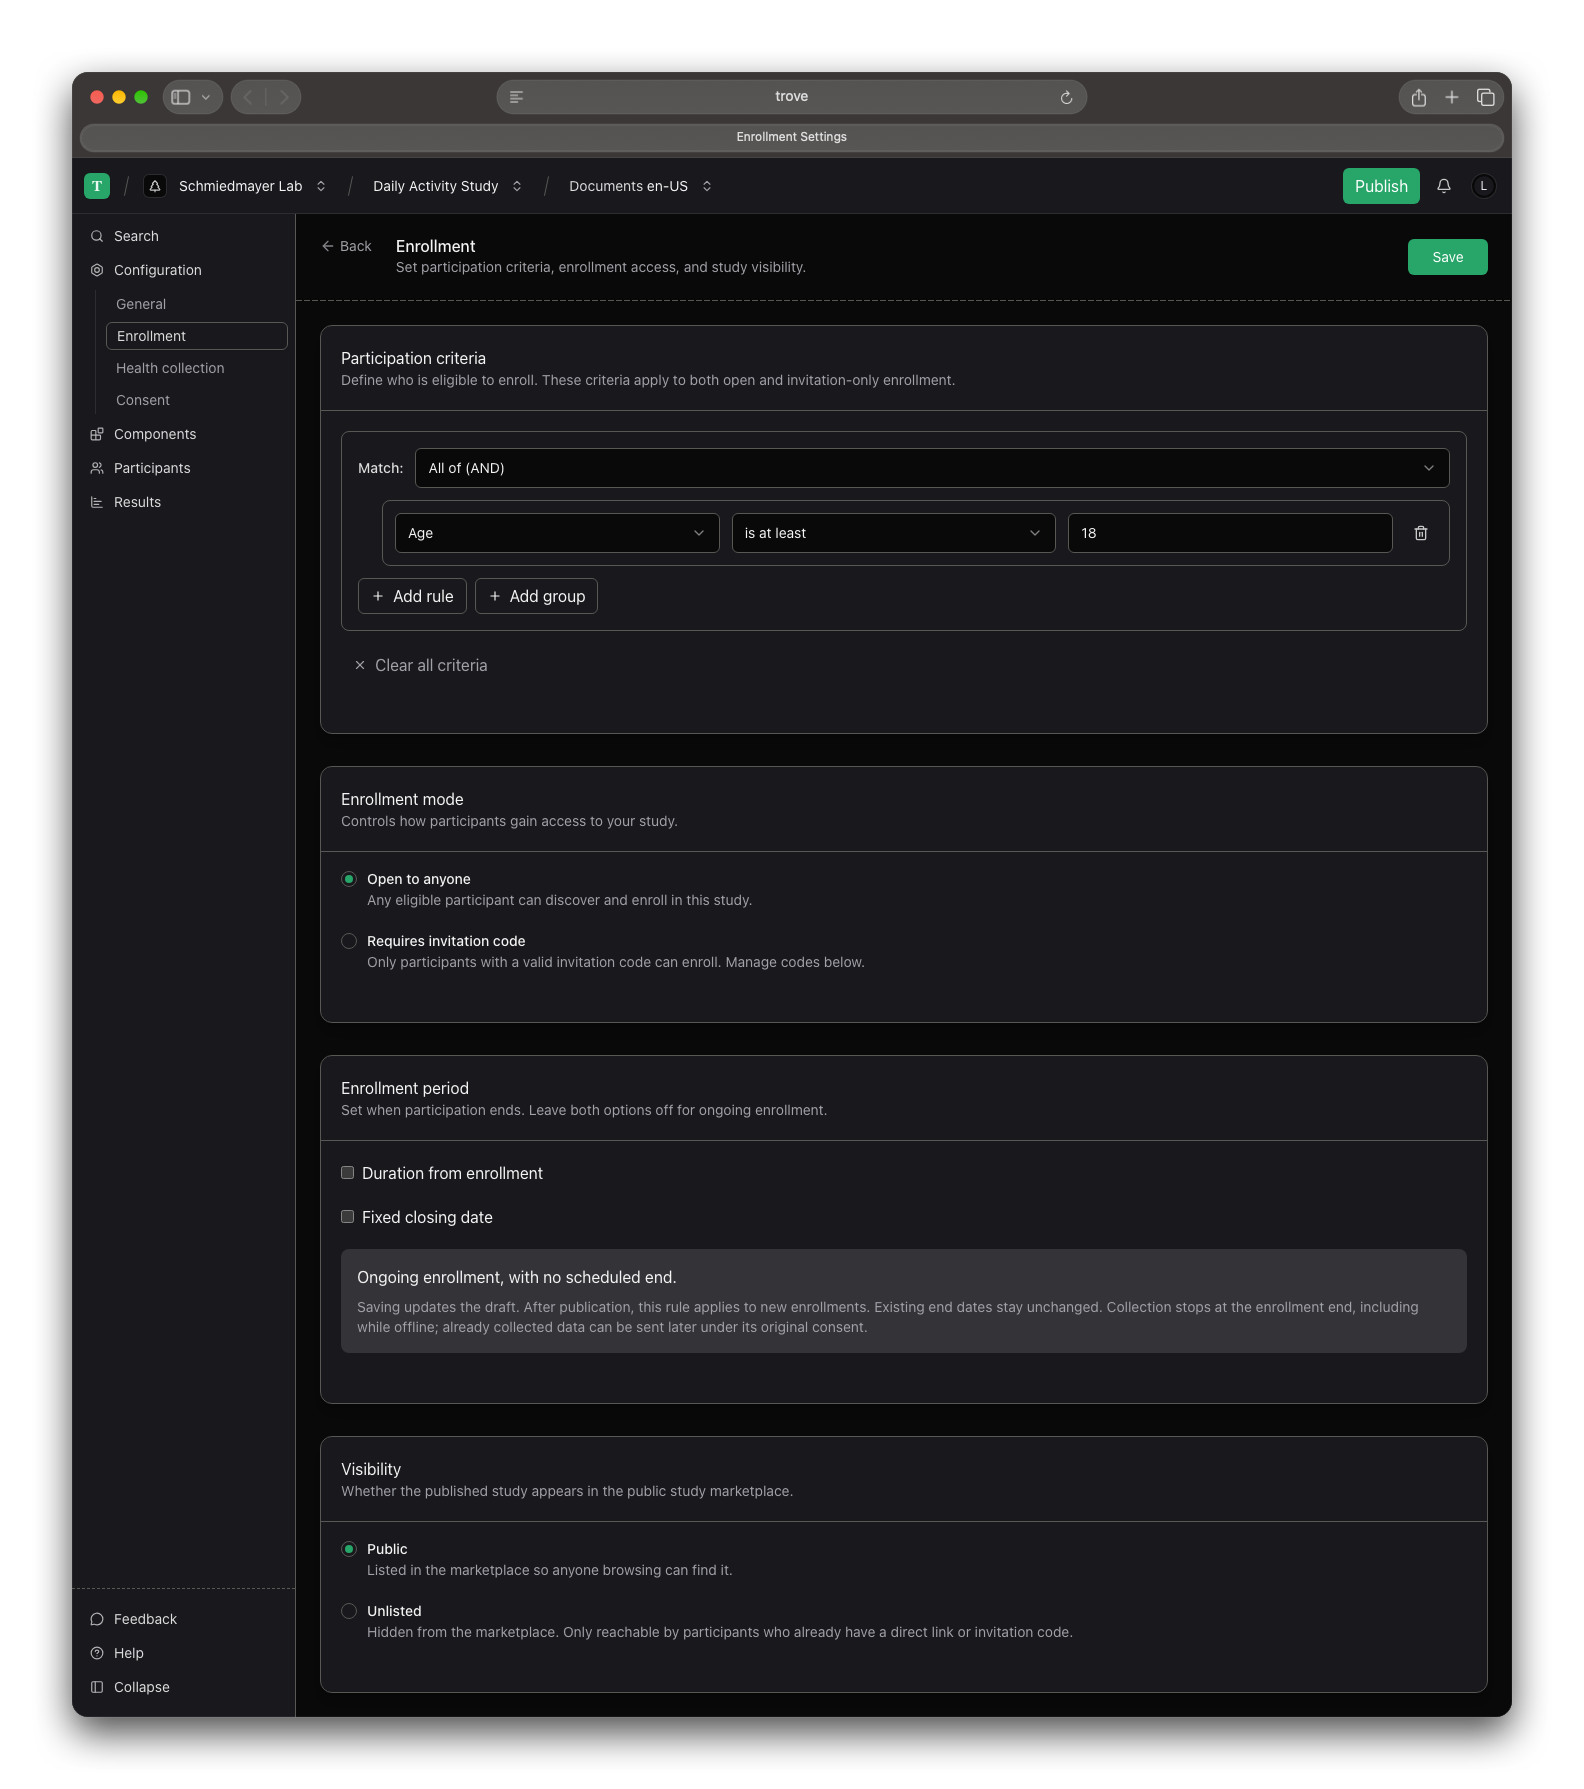 trove
Enrollment Settings
T / Schmiedmayer Lab / Daily Activity Study / Documents en-US Publish L
Search
Configuration
General
Enrollment
Health collection
Consent
Components
Participants
Results
Feedback
Help
Collapse
Back Enrollment
Set participation criteria, enrollment access, and study visibility.
Save
Participation criteria
Define who is eligible to enroll. These criteria apply to both open and invitation-only enrollment.
Match: All of (AND)
Age is at least 18
+ Add rule + Add group
× Clear all criteria
Enrollment mode
Controls how participants gain access to your study.
Open to anyone
Any eligible participant can discover and enroll in this study.
Requires invitation code
Only participants with a valid invitation code can enroll. Manage codes below.
Enrollment period
Set when participation ends. Leave both options off for ongoing enrollment.
Duration from enrollment
Fixed closing date
Ongoing enrollment, with no scheduled end.
Saving updates the draft. After publication, this rule applies to new enrollments. Existing end dates stay unchanged. Collection stops at the enrollment end, including
while offline; already collected data can be sent later under its original consent.
Visibility
Whether the published study appears in the public study marketplace.
Public
Listed in the marketplace so anyone browsing can find it.
Unlisted
Hidden from the marketplace. Only reachable by participants who already have a direct link or invitation code.